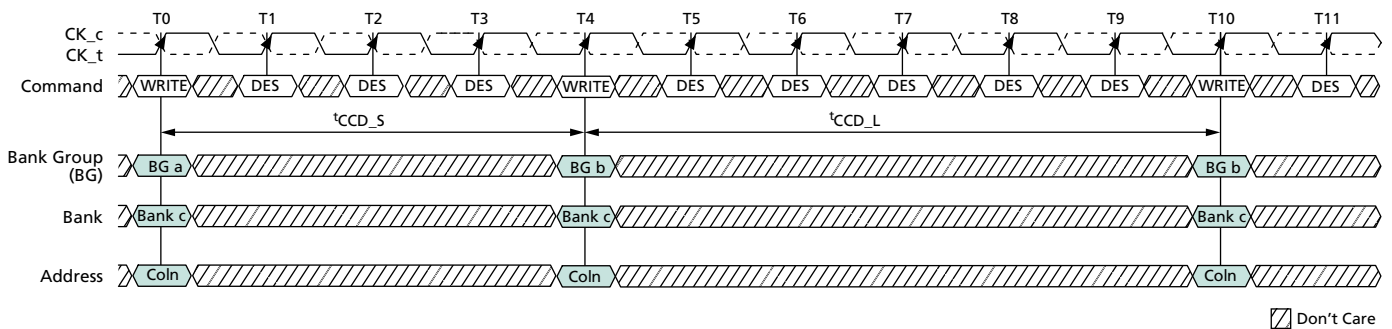 T0 T1 T2 T3 T4 T5 T6 T7 T8 T9 T10 T11
CK_c
CK_t
Command WRITE DES DES DES WRITE DES DES DES DES DES WRITE DES
tCCD_S tCCD_L
Bank Group
(BG) BG a BG b BG b
Bank Bank c Bank c Bank c
Address Coln Coln Coln
Don't Care